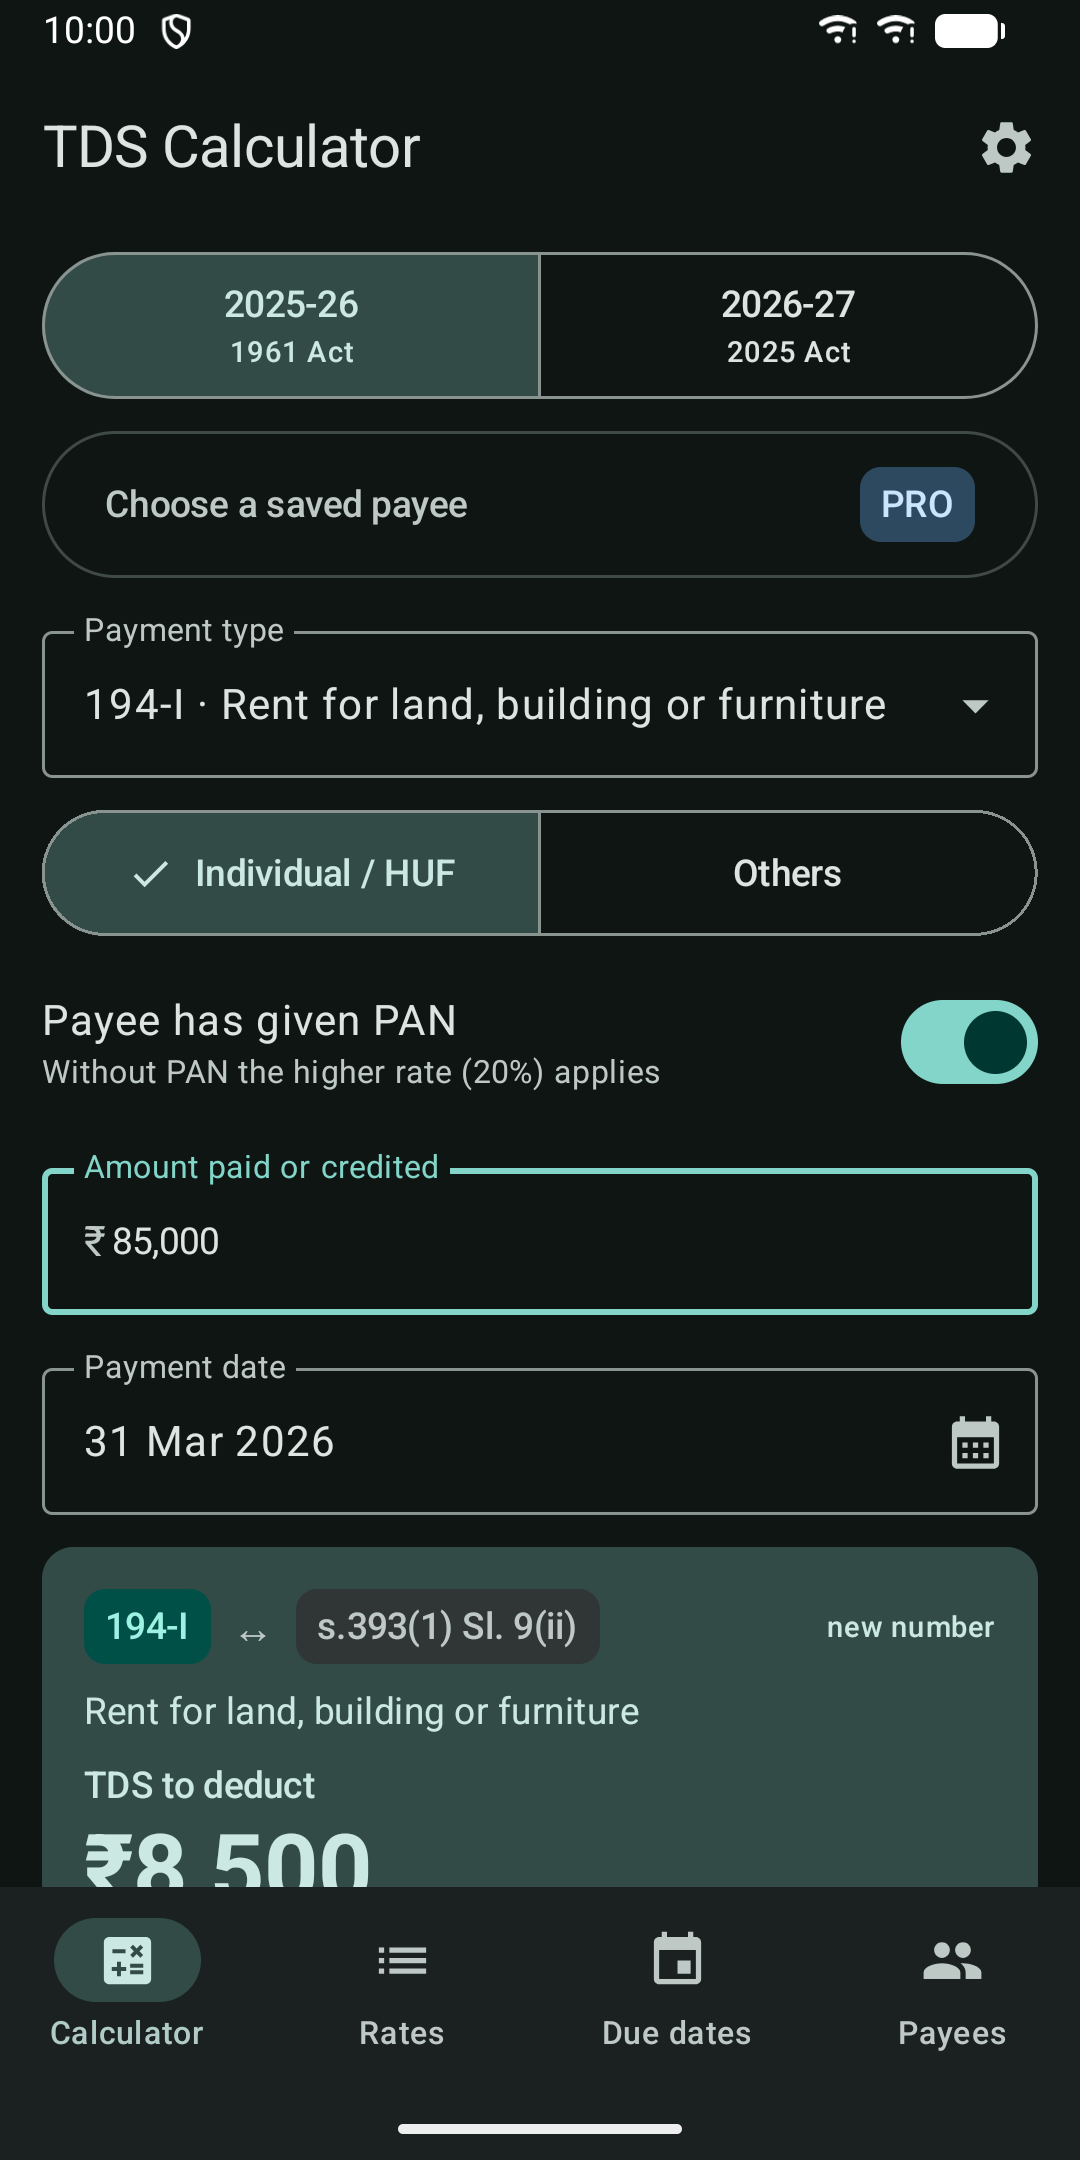 10:00
TDS Calculator
2025-26
1961 Act
2026-27
2025 Act
Choose a saved payee
PRO
Payment type
194-I · Rent for land, building or furniture
Individual / HUF
Others
Payee has given PAN
Without PAN the higher rate (20%) applies
Amount paid or credited
₹ 85,000
Payment date
31 Mar 2026
194-I ↔ s.393(1) Sl. 9(ii)
new number
Rent for land, building or furniture
TDS to deduct
₹8,500
Calculator
Rates
Due dates
Payees